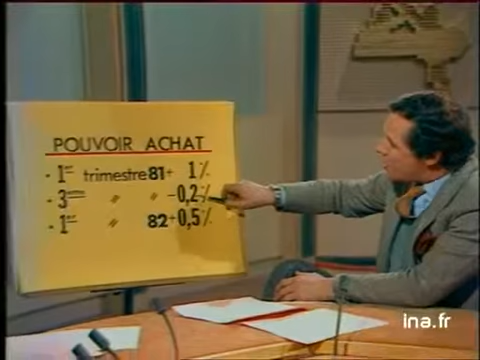 POUVOIR ACHAT
- 1er trimestre 81 + 1 %
- 3ème " " - 0,2 %
- 1er " 82 + 0,5 %
ina.fr